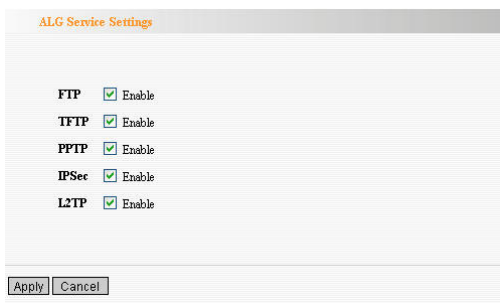 ALG Service Settings
FTP Enable
TFTP Enable
PPTP Enable
IPSec Enable
L2TP Enable
Apply Cancel